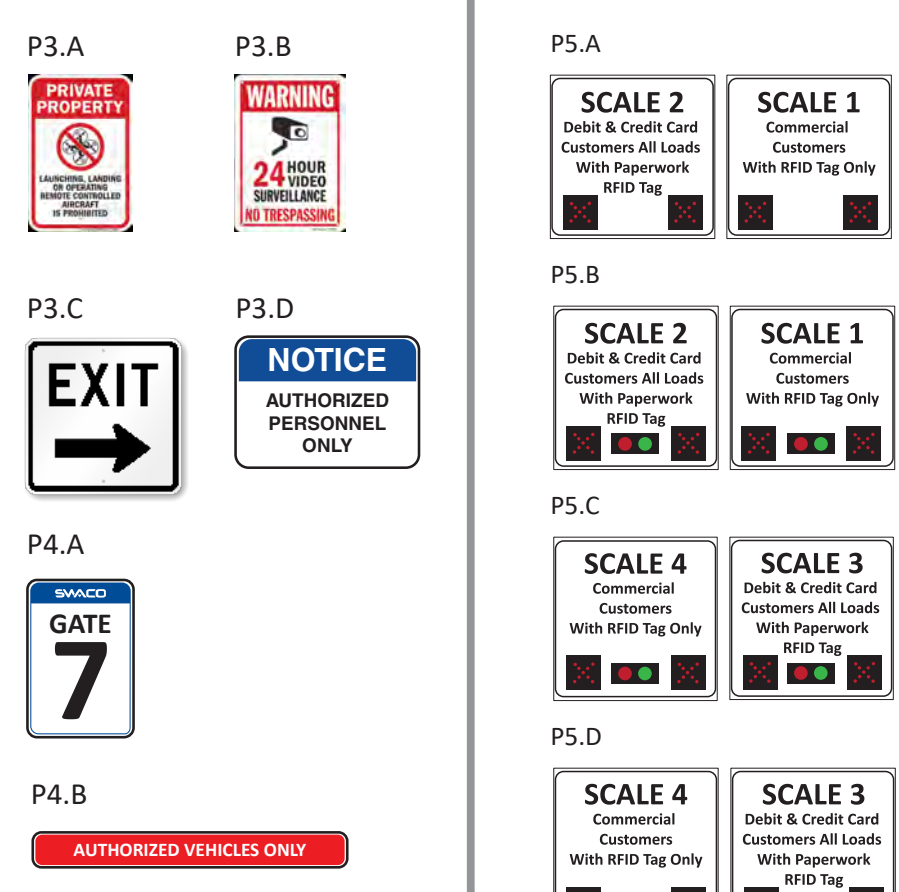 P3.A
P3.B
PRIVATE
PROPERTY
LAUNCHING, LANDING
OR OPERATING
REMOTE CONTROLLED
AIRCRAFT
IS PROHIBITED
WARNING
24 HOUR
VIDEO
SURVEILLANCE
NO TRESPASSING
P3.C
P3.D
EXIT
NOTICE
AUTHORIZED
PERSONNEL
ONLY
P4.A
SWACO
GATE
7
P4.B
AUTHORIZED VEHICLES ONLY
P5.A
SCALE 2
Debit & Credit Card
Customers All Loads
With Paperwork
RFID Tag
SCALE 1
Commercial
Customers
With RFID Tag Only
P5.B
SCALE 2
Debit & Credit Card
Customers All Loads
With Paperwork
RFID Tag
SCALE 1
Commercial
Customers
With RFID Tag Only
P5.C
SCALE 4
Commercial
Customers
With RFID Tag Only
SCALE 3
Debit & Credit Card
Customers All Loads
With Paperwork
RFID Tag
P5.D
SCALE 4
Commercial
Customers
With RFID Tag Only
SCALE 3
Debit & Credit Card
Customers All Loads
With Paperwork
RFID Tag